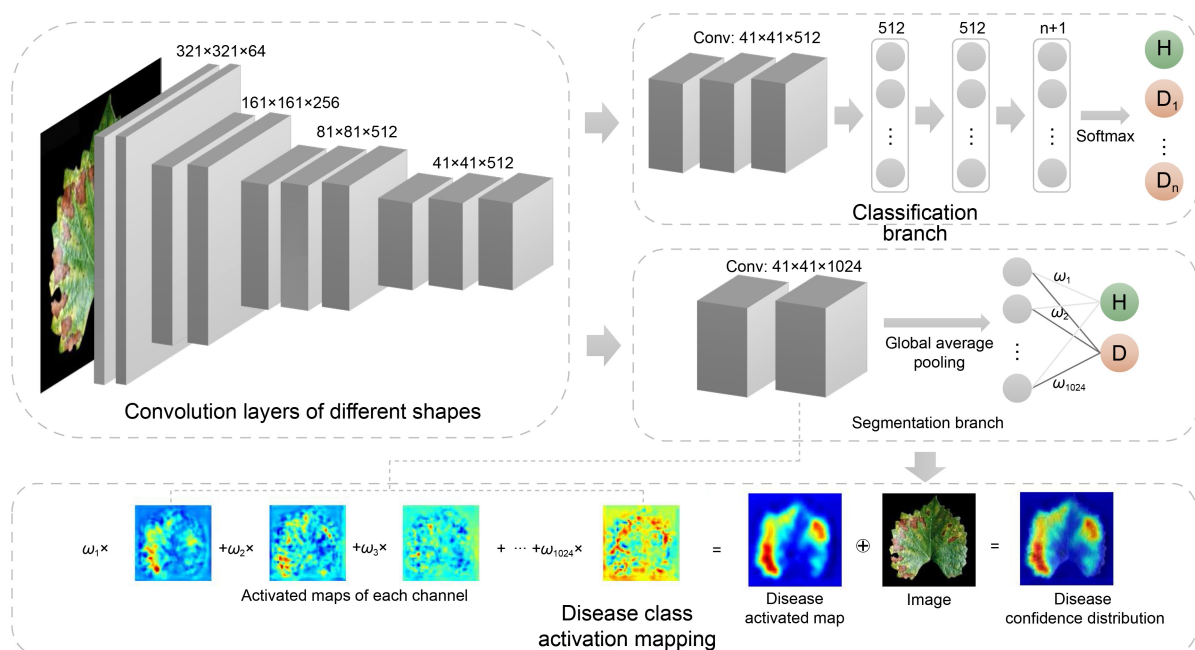 321×321×64
161×161×256
81×81×512
41×41×512
Convolution layers of different shapes
Conv: 41×41×512
512
512
n+1
⋮
⋮
⋮
Softmax
H
D₁
⋮
Dₙ
Classification
branch
Conv: 41×41×1024
Global average
pooling
ω₁
ω₂
⋮
ω₁₀₂₄
H
D
Segmentation branch
ω₁× +ω₂× +ω₃× + ··· +ω₁₀₂₄× = ⊕ =
Activated maps of each channel
Disease class
activation mapping
Disease
activated map
Image
Disease
confidence distribution